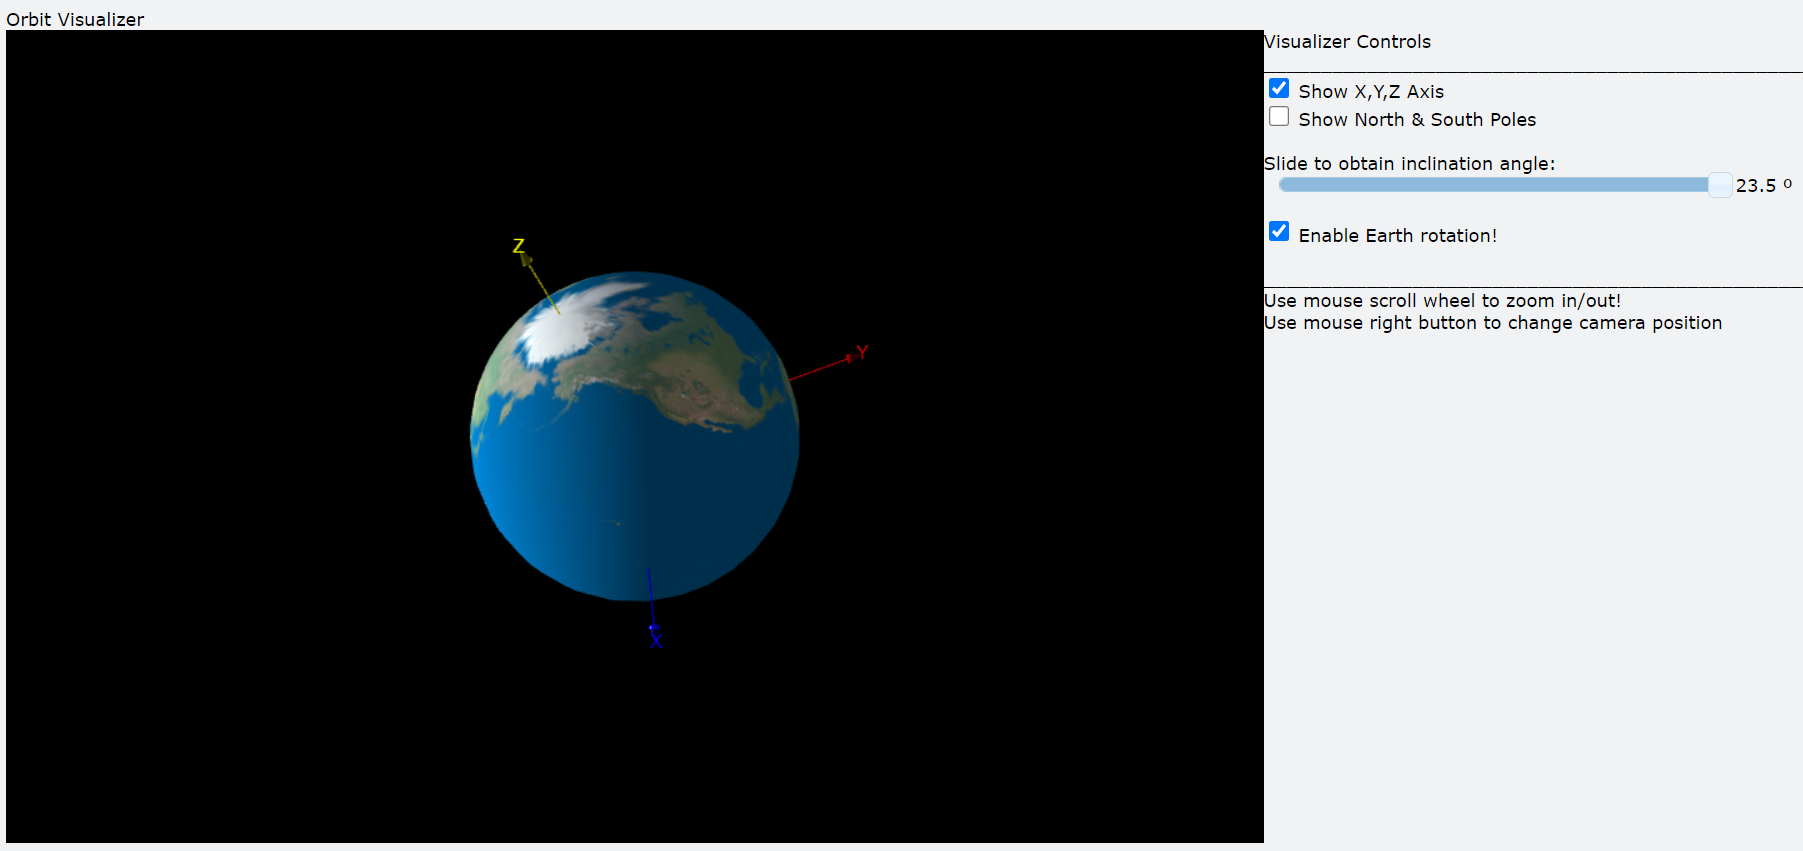 Orbit Visualizer
Z
Y
X
Visualizer Controls
Show X,Y,Z Axis
Show North & South Poles
Slide to obtain inclination angle:
23.5 º
Enable Earth rotation!
Use mouse scroll wheel to zoom in/out!
Use mouse right button to change camera position